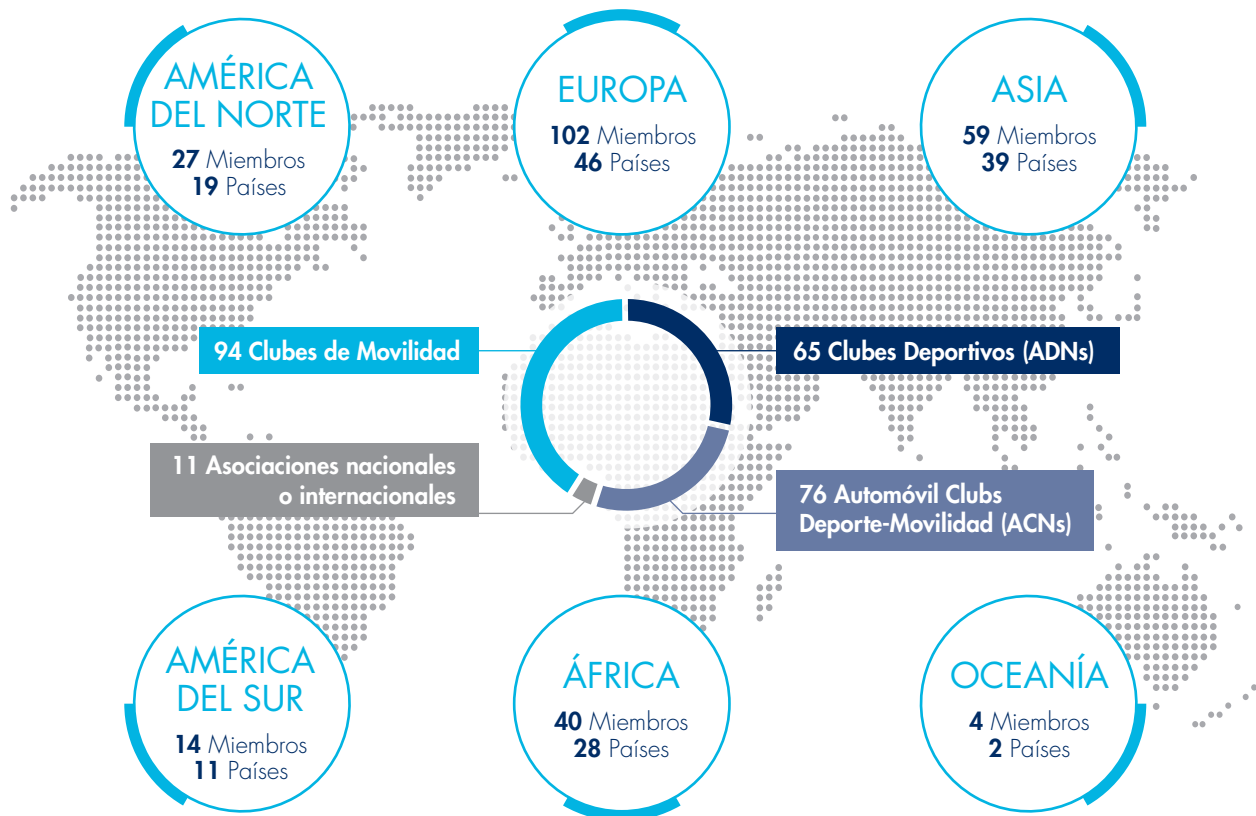 AMÉRICA
DEL NORTE
27 Miembros
19 Países
EUROPA
102 Miembros
46 Países
ASIA
59 Miembros
39 Países
94 Clubes de Movilidad
65 Clubes Deportivos (ADNs)
11 Asociaciones nacionales
o internacionales
76 Automóvil Clubs
Deporte-Movilidad (ACNs)
AMÉRICA
DEL SUR
14 Miembros
11 Países
ÁFRICA
40 Miembros
28 Países
OCEANÍA
4 Miembros
2 Países